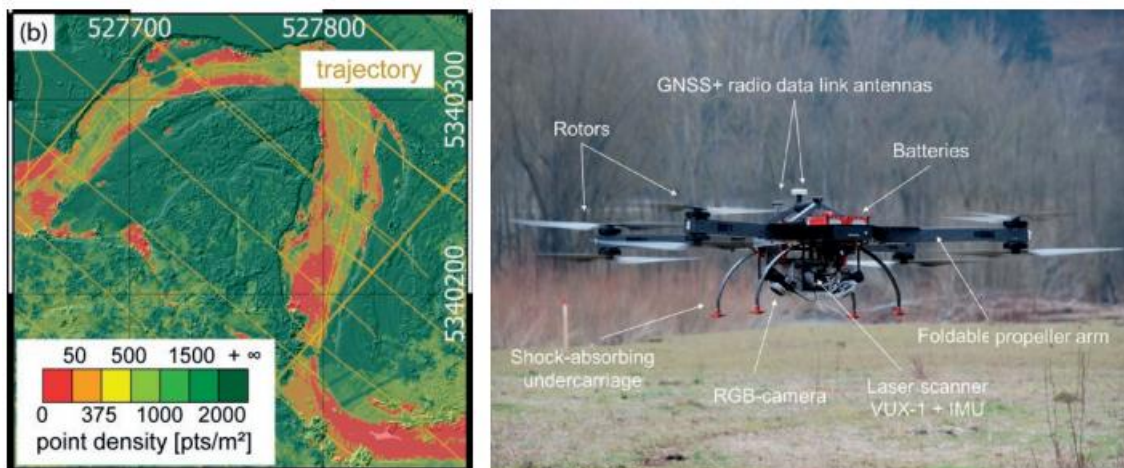 (b)
527700
527800
trajectory
5340300
5340200
50 500 1500 + ∞
0 375 1000 2000
point density [pts/m²]
GNSS+ radio data link antennas
Rotors
Batteries
Shock-absorbing
undercarriage
RGB-camera
Laser scanner
VUX-1 + IMU
Foldable propeller arm